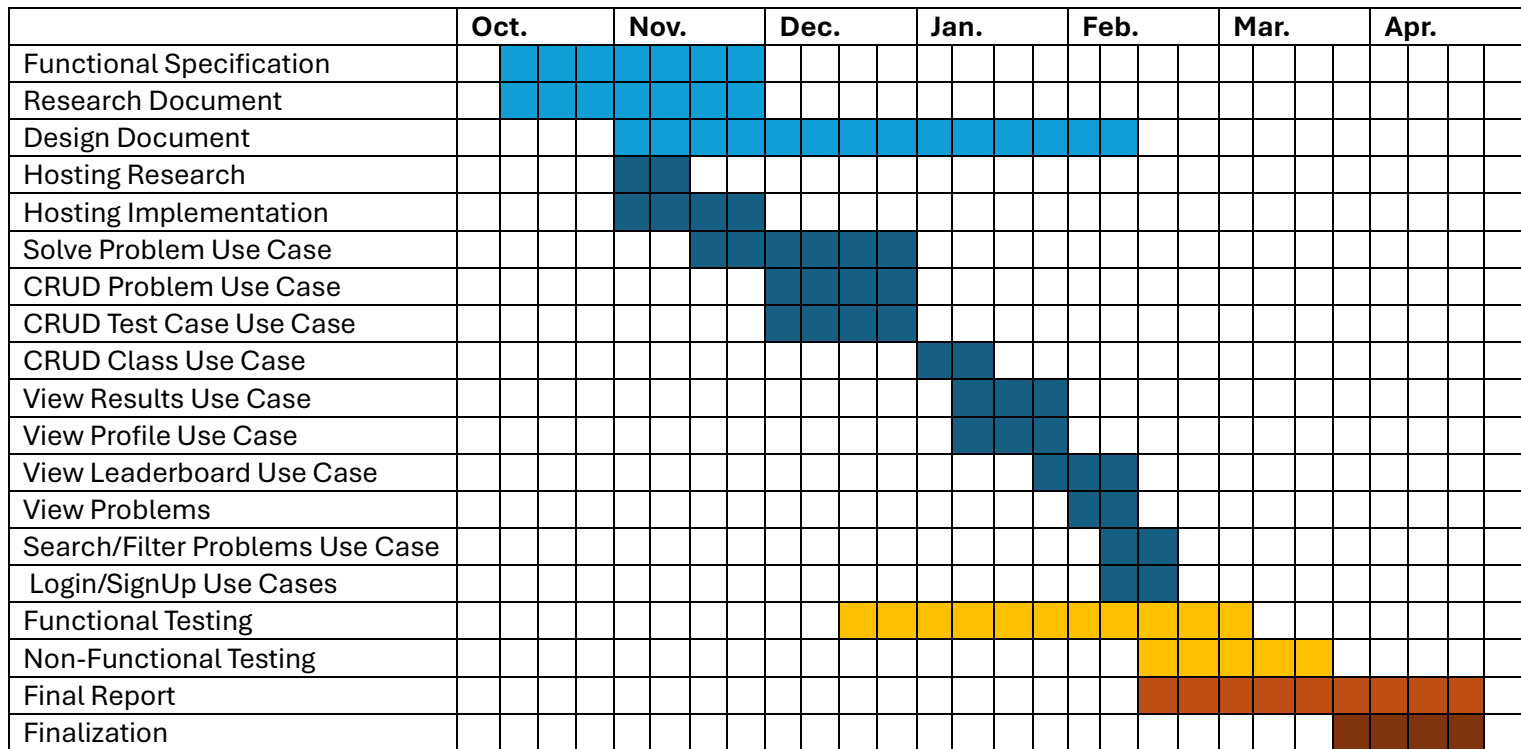 Oct. Nov. Dec. Jan. Feb. Mar. Apr.
Functional Specification
Research Document
Design Document
Hosting Research
Hosting Implementation
Solve Problem Use Case
CRUD Problem Use Case
CRUD Test Case Use Case
CRUD Class Use Case
View Results Use Case
View Profile Use Case
View Leaderboard Use Case
View Problems
Search/Filter Problems Use Case
Login/SignUp Use Cases
Functional Testing
Non-Functional Testing
Final Report
Finalization